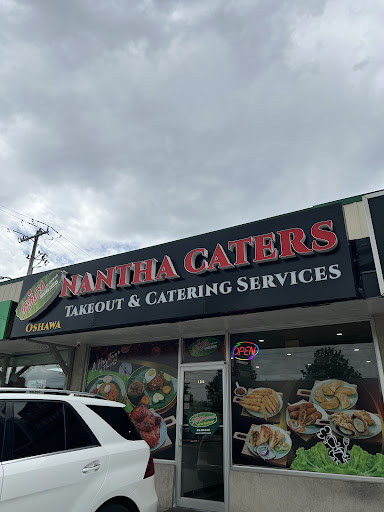 NANTHA CATERS
TAKEOUT & CATERING SERVICES
OSHAWA
OPEN